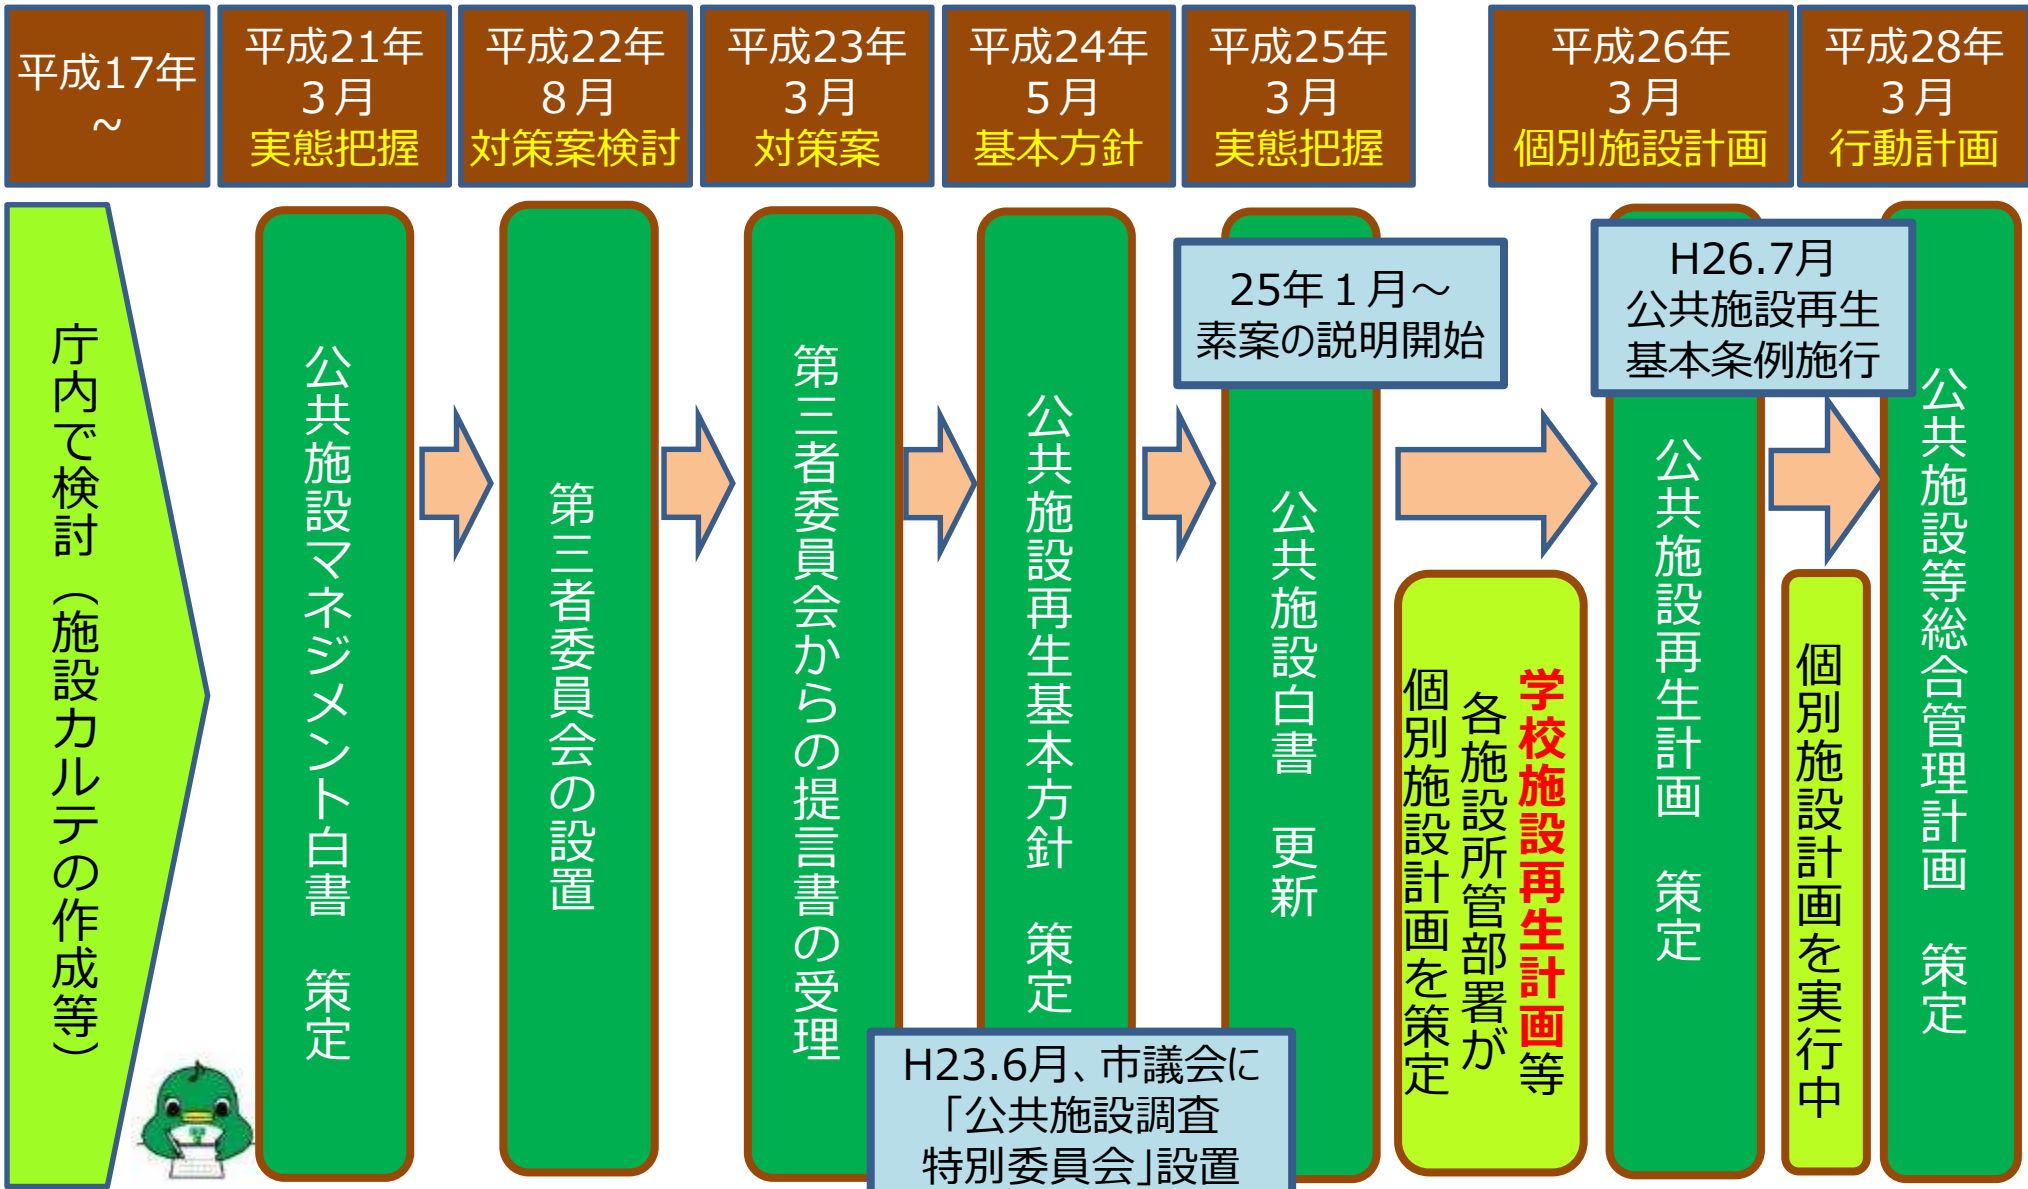 平成17年
~
平成21年
３月
実態把握
平成22年
８月
対策案検討
平成23年
３月
対策案
平成24年
５月
基本方針
平成25年
３月
実態把握
平成26年
３月
個別施設計画
平成28年
３月
行動計画
庁内で検討（施設カルテの作成等）
公共施設マネジメント白書　策定
第三者委員会の設置
第三者委員会からの提言書の受理
H23.6月、市議会に
「公共施設調査
特別委員会」設置
公共施設再生基本方針　策定
25年１月～
素案の説明開始
公共施設白書　更新
学校施設再生計画等
各施設所管部署が
個別施設計画を策定
H26.7月
公共施設再生
基本条例施行
公共施設再生計画　策定
個別施設計画を実行中
公共施設等総合管理計画　策定